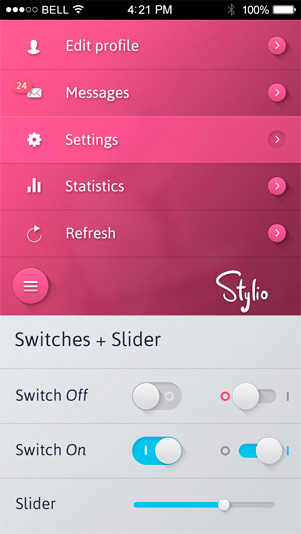 BELL 4:21 PM 100%
Edit profile
24
Messages
Settings
Statistics
Refresh
Stylio
Switches + Slider
Switch Off
Switch On
Slider